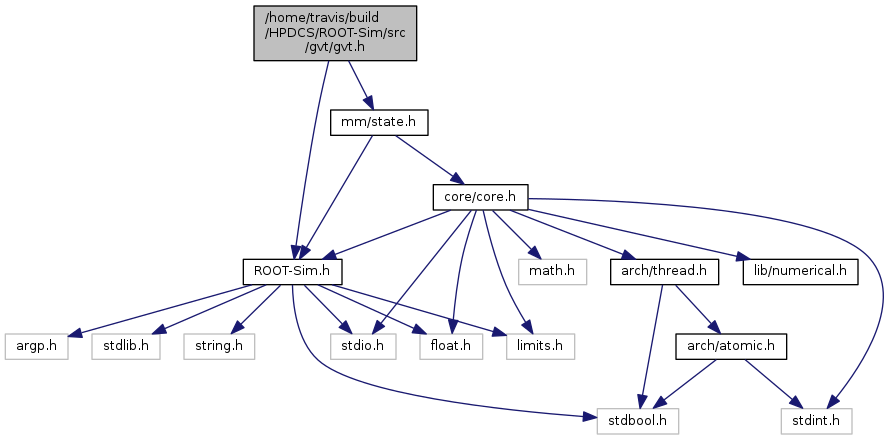 /home/travis/build
/HPDCS/ROOT-Sim/src
/gvt/gvt.h
mm/state.h
core/core.h
ROOT-Sim.h
math.h
arch/thread.h
lib/numerical.h
argp.h
stdlib.h
string.h
stdio.h
float.h
limits.h
arch/atomic.h
stdbool.h
stdint.h